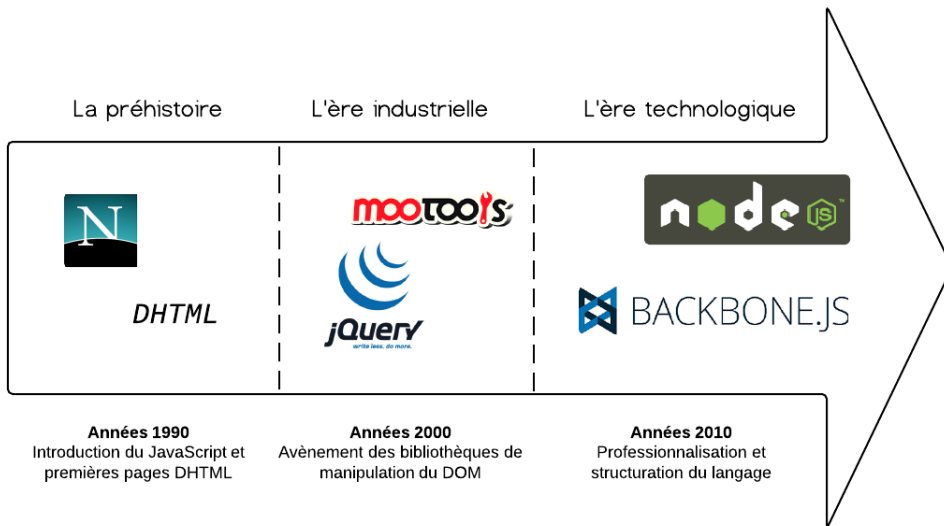 La préhistoire
L'ère industrielle
L'ère technologique
N
DHTML
mootools
jQuery
write less. do more.
node
JS
™
BACKBONE.JS
Années 1990
Introduction du JavaScript et
premières pages DHTML
Années 2000
Avènement des bibliothèques de
manipulation du DOM
Années 2010
Professionnalisation et
structuration du langage